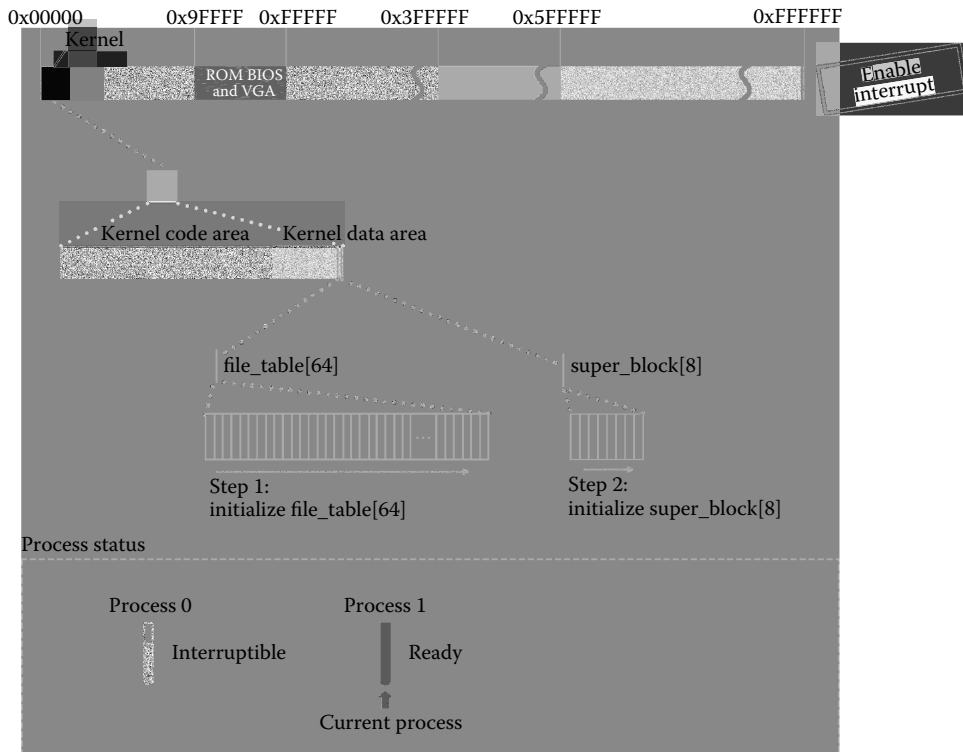 0x00000 0x9FFFF 0xFFFFF 0x3FFFFF 0x5FFFFF 0xFFFFFF
Kernel
ROM BIOS
and VGA
Enable
interrupt
Kernel code area Kernel data area
file_table[64] super_block[8]
...
Step 1:
initialize file_table[64]
Step 2:
initialize super_block[8]
Process status
Process 0 Process 1
Interruptible Ready
Current process